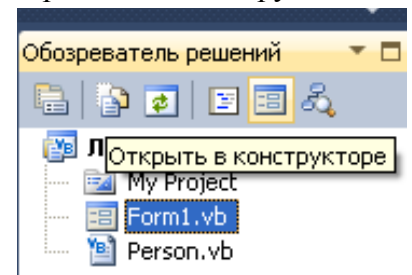 Обозреватель решений
Открыть в конструкторе
My Project
Form1.vb
Person.vb